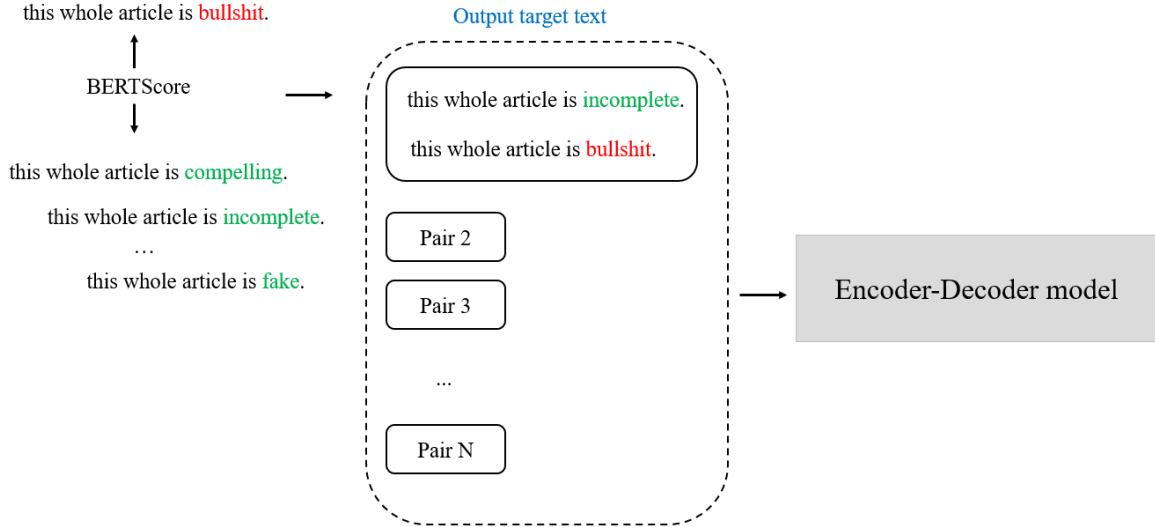 this whole article is bullshit.
BERTScore
this whole article is compelling.
this whole article is incomplete.
...
this whole article is fake.
Output target text
this whole article is incomplete.
this whole article is bullshit.
Pair 2
Pair 3
...
Pair N
Encoder-Decoder model